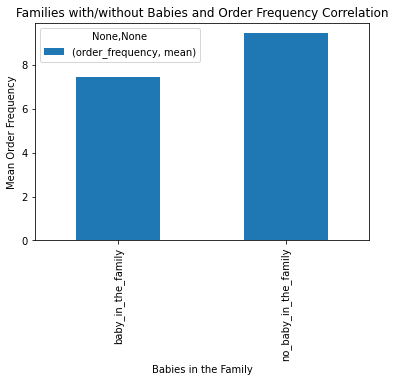 Families with/without Babies and Order Frequency Correlation
None,None
(order_frequency, mean)
Mean Order Frequency
8
6
4
2
0
baby_in_the_family
no_baby_in_the_family
Babies in the Family